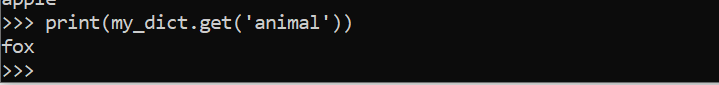 apple
>>> print(my_dict.get('animal'))
fox
>>>